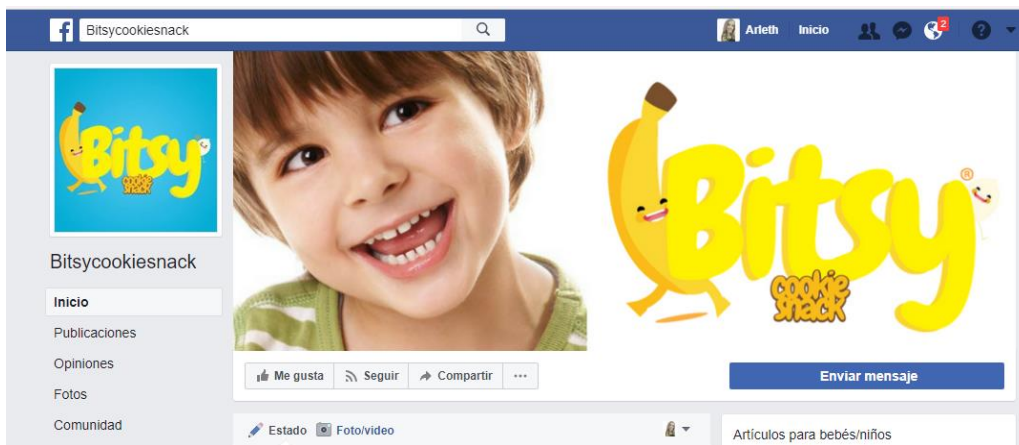 Bitsycookiesnack
Arleth Inicio 2 ?
Bitsy
cookie
snack
Bitsy®
cookie
snack
Bitsycookiesnack
Inicio
Publicaciones
Opiniones
Fotos
Comunidad
Me gusta Seguir Compartir ...
Enviar mensaje
Estado Foto/video
Artículos para bebés/niños